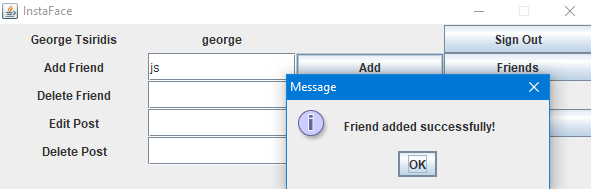 InstaFace
George Tsiridis george Sign Out
Add Friend js Add Friends
Delete Friend
Edit Post
Delete Post
Message
Friend added successfully!
OK